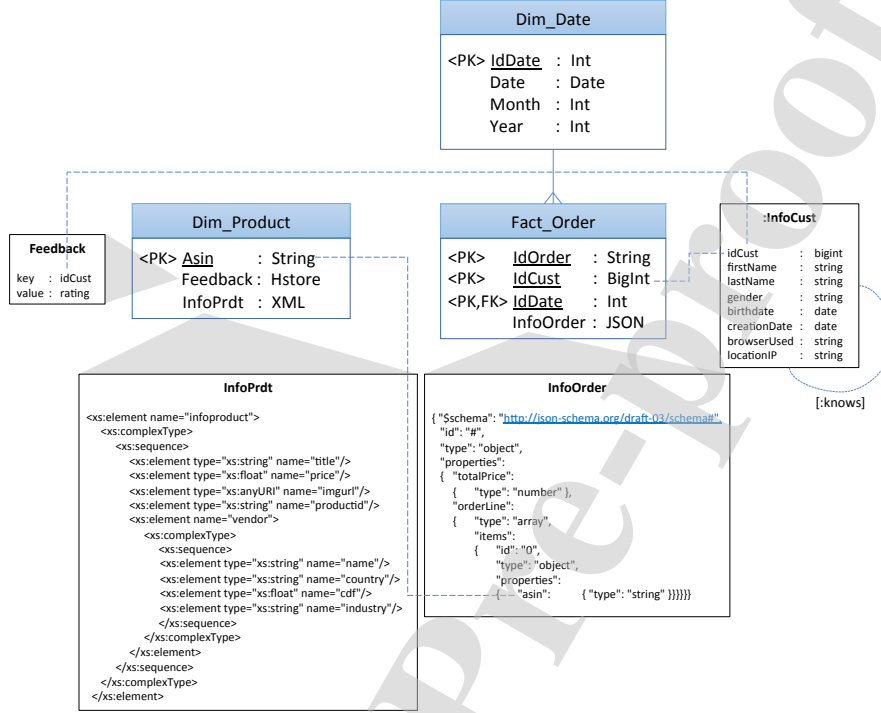 Dim_Date
<PK> IdDate : Int
Date : Date
Month : Int
Year : Int
Dim_Product
<PK> Asin : String
Feedback : Hstore
InfoPrdt : XML
Fact_Order
<PK> IdOrder : String
<PK> IdCust : BigInt
<PK,FK> IdDate : Int
InfoOrder : JSON
:InfoCust
idCust : bigint
firstName : string
lastName : string
gender : string
birthdate : date
creationDate : date
browserUsed : string
locationIP : string
[:knows]
Feedback
key : idCust
value : rating
InfoPrdt
<xs:element name="infoproduct">
<xs:complexType>
<xs:sequence>
<xs:element type="xs:string" name="title"/>
<xs:element type="xs:float" name="price"/>
<xs:element type="xs:anyURI" name="imgurl"/>
<xs:element type="xs:string" name="productid"/>
<xs:element name="vendor">
<xs:complexType>
<xs:sequence>
<xs:element type="xs:string" name="name"/>
<xs:element type="xs:string" name="country"/>
<xs:element type="xs:float" name="cdf"/>
<xs:element type="xs:string" name="industry"/>
</xs:sequence>
</xs:complexType>
</xs:element>
</xs:sequence>
</xs:complexType>
</xs:element>
InfoOrder
{ "$schema": "http://json-schema.org/draft-03/schema#",
"id": "#",
"type": "object",
"properties":
{ "totalPrice":
{ "type": "number" },
"orderLine":
{ "type": "array",
"items":
{ "id": "0",
"type": "object",
"properties":
{ "asin": { "type": "string" }}}}}}
Pre-proof